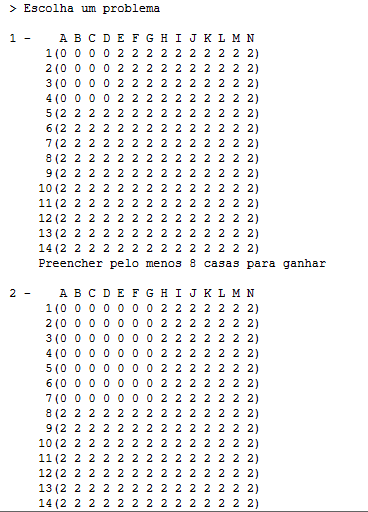 > Escolha um problema
1 - A B C D E F G H I J K L M N
1(0 0 0 0 2 2 2 2 2 2 2 2 2 2)
2(0 0 0 0 2 2 2 2 2 2 2 2 2 2)
3(0 0 0 0 2 2 2 2 2 2 2 2 2 2)
4(0 0 0 0 2 2 2 2 2 2 2 2 2 2)
5(2 2 2 2 2 2 2 2 2 2 2 2 2 2)
6(2 2 2 2 2 2 2 2 2 2 2 2 2 2)
7(2 2 2 2 2 2 2 2 2 2 2 2 2 2)
8(2 2 2 2 2 2 2 2 2 2 2 2 2 2)
9(2 2 2 2 2 2 2 2 2 2 2 2 2 2)
10(2 2 2 2 2 2 2 2 2 2 2 2 2 2)
11(2 2 2 2 2 2 2 2 2 2 2 2 2 2)
12(2 2 2 2 2 2 2 2 2 2 2 2 2 2)
13(2 2 2 2 2 2 2 2 2 2 2 2 2 2)
14(2 2 2 2 2 2 2 2 2 2 2 2 2 2)
Preencher pelo menos 8 casas para ganhar
2 - A B C D E F G H I J K L M N
1(0 0 0 0 0 0 0 2 2 2 2 2 2 2)
2(0 0 0 0 0 0 0 2 2 2 2 2 2 2)
3(0 0 0 0 0 0 0 2 2 2 2 2 2 2)
4(0 0 0 0 0 0 0 2 2 2 2 2 2 2)
5(0 0 0 0 0 0 0 2 2 2 2 2 2 2)
6(0 0 0 0 0 0 0 2 2 2 2 2 2 2)
7(0 0 0 0 0 0 0 2 2 2 2 2 2 2)
8(2 2 2 2 2 2 2 2 2 2 2 2 2 2)
9(2 2 2 2 2 2 2 2 2 2 2 2 2 2)
10(2 2 2 2 2 2 2 2 2 2 2 2 2 2)
11(2 2 2 2 2 2 2 2 2 2 2 2 2 2)
12(2 2 2 2 2 2 2 2 2 2 2 2 2 2)
13(2 2 2 2 2 2 2 2 2 2 2 2 2 2)
14(2 2 2 2 2 2 2 2 2 2 2 2 2 2)